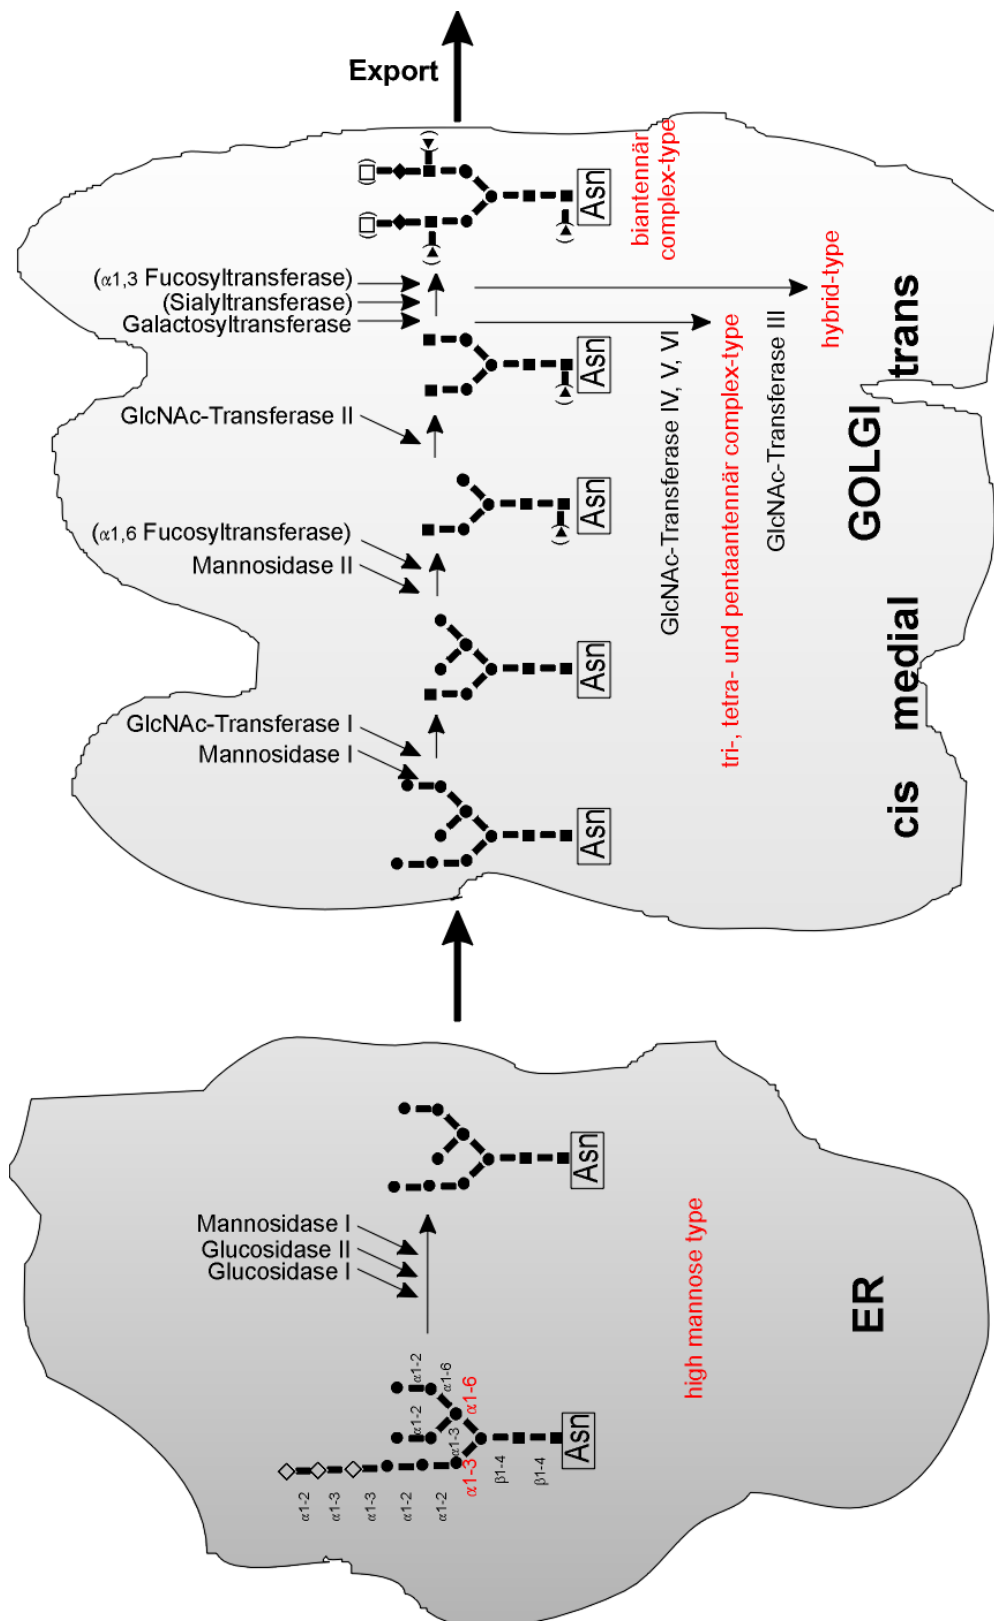 Export
(α1,3 Fucosyltransferase)
(Sialyltransferase)
Galactosyltransferase
Asn
biantennär
complex-type
hybrid-type
trans
Asn
GlcNAc-Transferase II
GlcNAc-Transferase IV, V, VI
tri-, tetra- und pentaantennär complex-type
GlcNAc-Transferase III
GOLGI
(α1,6 Fucosyltransferase)
Mannosidase II
Asn
medial
GlcNAc-Transferase I
Mannosidase I
Asn
Asn
cis
Mannosidase I
Glucosidase II
Glucosidase I
Asn
high mannose type
ER
α1-2
α1-6
α1-6
α1-2
α1-3
α1-3
α1-2
α1-3
α1-3
α1-2
α1-2
β1-4
β1-4
Asn